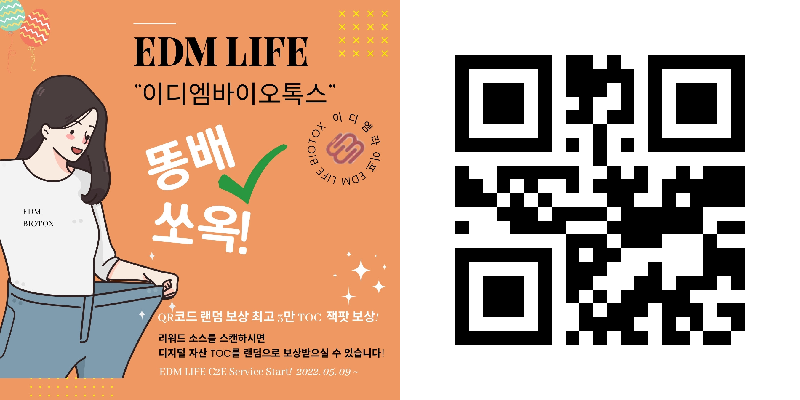 EDM LIFE
"이디엠바이오톡스"
똥배
쏘옥!
이디엠라이프 EDM LIFE BIOTOX
EDM
BIOTOX
QR코드 랜덤 보상 최고 5만 TOC 잭팟 보상!
리워드 소스를 스캔하시면
디지털 자산 TOC를 랜덤으로 보상받으실 수 있습니다!
EDM LIFE C2E Service Start! 2022. 05. 09 ~